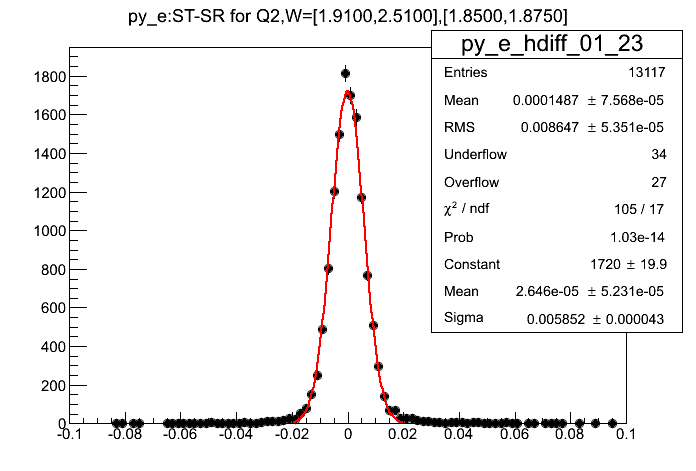 py_e:ST-SR for Q2,W=[1.9100,2.5100],[1.8500,1.8750]
py_e_hdiff_01_23
Entries 13117
Mean 0.0001487 ± 7.568e-05
RMS 0.008647 ± 5.351e-05
Underflow 34
Overflow 27
χ² / ndf 105 / 17
Prob 1.03e-14
Constant 1720 ± 19.9
Mean 2.646e-05 ± 5.231e-05
Sigma 0.005852 ± 0.000043
1800
1600
1400
1200
1000
800
600
400
200
0
-0.1 -0.08 -0.06 -0.04 -0.02 0 0.02 0.04 0.06 0.08 0.1